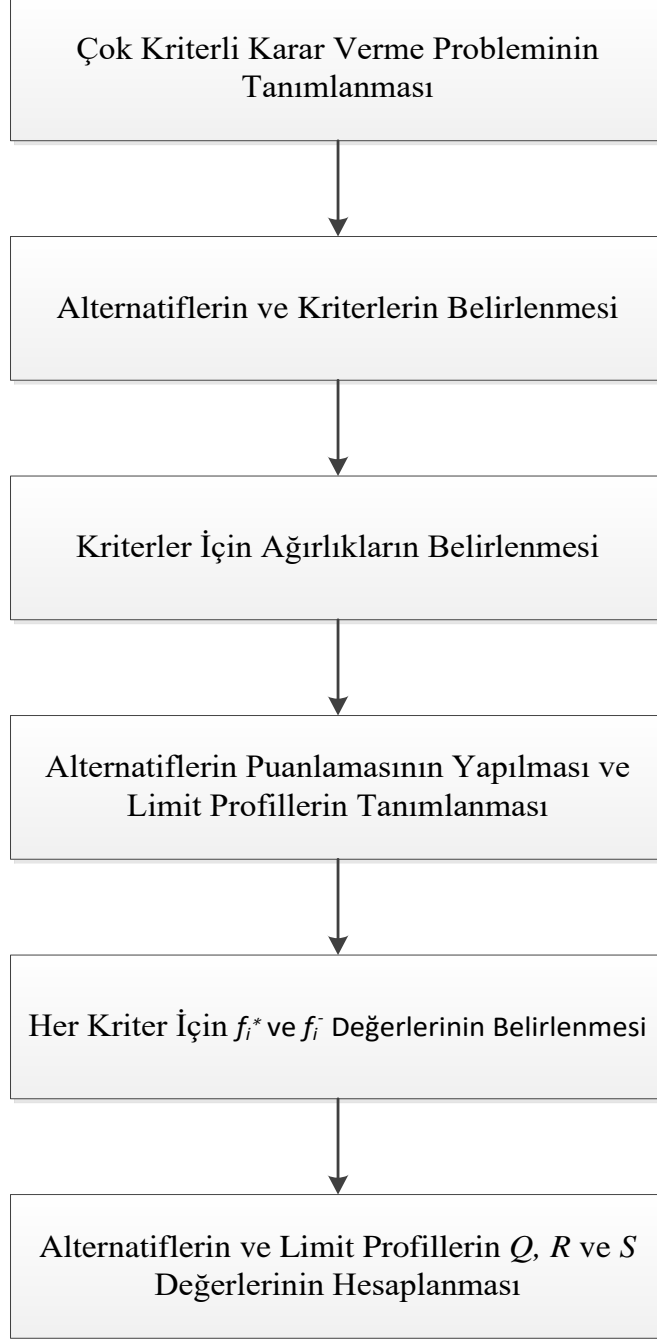 Çok Kriterli Karar Verme Probleminin
Tanımlanması
Alternatiflerin ve Kriterlerin Belirlenmesi
Kriterler İçin Ağırlıkların Belirlenmesi
Alternatiflerin Puanlamasının Yapılması ve
Limit Profillerin Tanımlanması
Her Kriter İçin fi* ve fi- Değerlerinin Belirlenmesi
Alternatiflerin ve Limit Profillerin Q, R ve S
Değerlerinin Hesaplanması